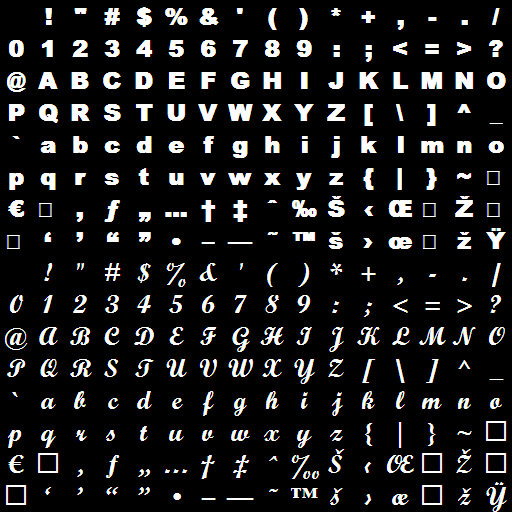 ! " # $ % & ' ( ) * + , - . /
0 1 2 3 4 5 6 7 8 9 : ; < = > ?
@ A B C D E F G H I J K L M N O
P Q R S T U V W X Y Z [ \ ] ^ _
` a b c d e f g h i j k l m n o
p q r s t u v w x y z { | } ~ □
€ □ ‚ ƒ „ … † ‡ ˆ ‰ Š ‹ Œ □ Ž □
□ ‘ ’ “ ” • – — ˜ ™ š › œ □ ž Ÿ
! " # $ % & ' ( ) * + , - . /
0 1 2 3 4 5 6 7 8 9 : ; < = > ?
@ A B C D E F G H I J K L M N O
P Q R S T U V W X Y Z [ \ ] ^ _
` a b c d e f g h i j k l m n o
p q r s t u v w x y z { | } ~ □
€ □ ‚ ƒ „ … † ‡ ˆ ‰ Š ‹ Œ □ Ž □
□ ‘ ’ “ ” • – — ˜ ™ š › œ □ ž Ÿ